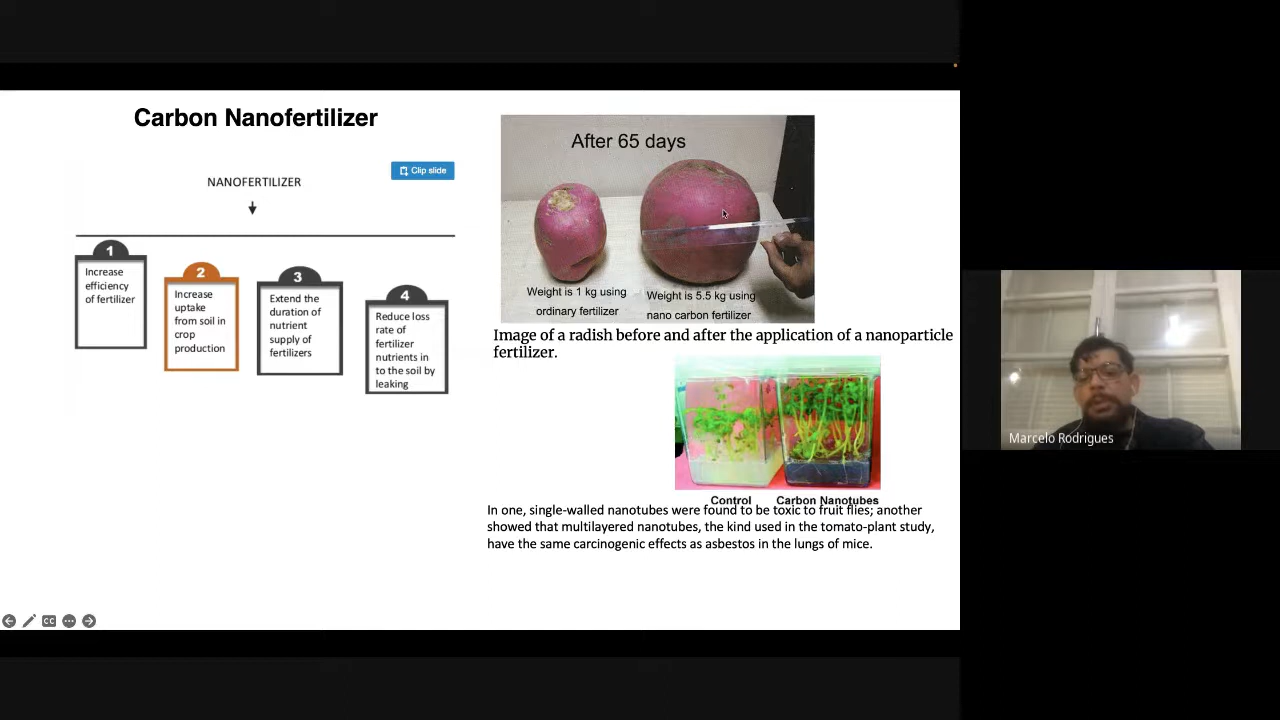 Carbon Nanofertilizer
Clip slide
NANOFERTILIZER
1
Increase
efficiency
of fertilizer
2
Increase
uptake
from soil in
crop
production
3
Extend the
duration of
nutrient
supply of
fertilizers
4
Reduce loss
rate of
fertilizer
nutrients in
to the soil by
leaking
After 65 days
Weight is 1 kg using
ordinary fertilizer
Weight is 5.5 kg using
nano carbon fertilizer
Image of a radish before and after the application of a nanoparticle
fertilizer.
Control Carbon Nanotubes
In one, single-walled nanotubes were found to be toxic to fruit flies; another
showed that multilayered nanotubes, the kind used in the tomato-plant study,
have the same carcinogenic effects as asbestos in the lungs of mice.
CC
Marcelo Rodrigues